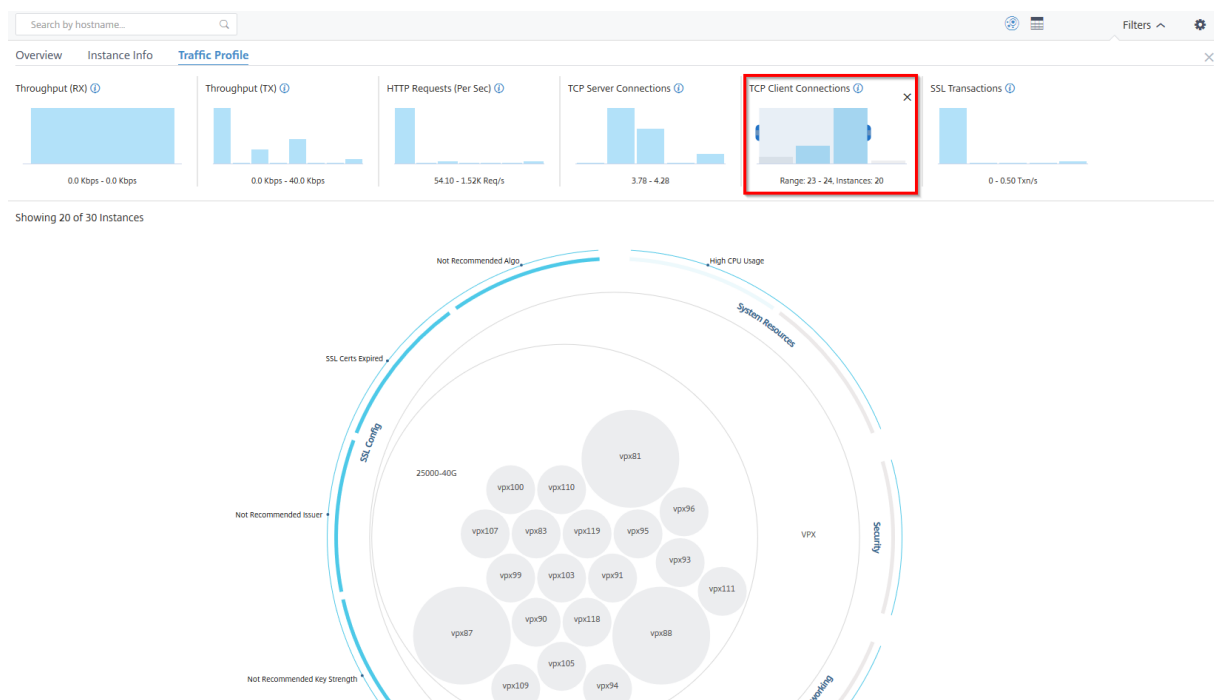 Search by hostname...
Filters
Overview Instance Info Traffic Profile
Throughput (RX) Throughput (TX) HTTP Requests (Per Sec) TCP Server Connections TCP Client Connections SSL Transactions
0.0 Kbps - 0.0 Kbps 0.0 Kbps - 40.0 Kbps 54.10 - 1.52K Req/s 3.78 - 4.28 Range: 23 - 24, Instances: 20 0 - 0.50 Txn/s
Showing 20 of 30 Instances
Not Recommended Algo
High CPU Usage
System Resources
SSL Certs Expired
SSL Config
vpx81
25000-40G
vpx100 vpx110
vpx96
Not Recommended Issuer
vpx107 vpx83 vpx119 vpx95
VPX
Security
vpx93
vpx99 vpx103 vpx91
vpx111
vpx90 vpx118
vpx87 vpx88
vpx105
Not Recommended Key Strength
vpx109 vpx94